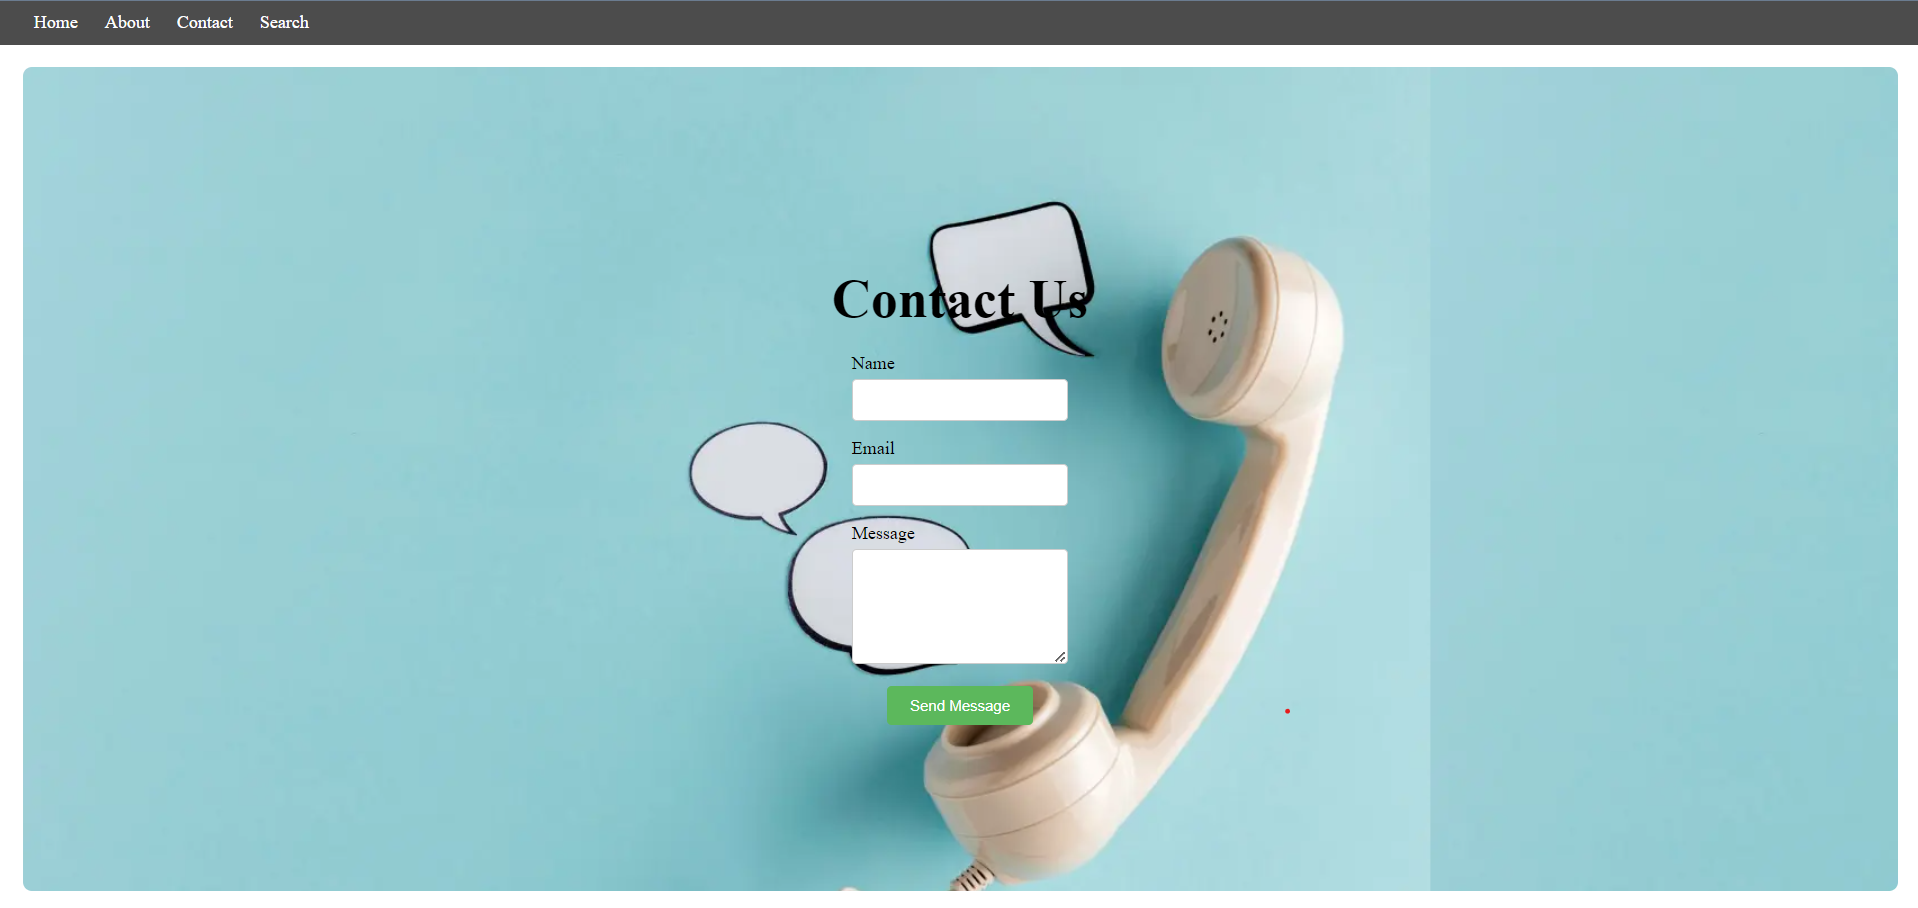 Home About Contact Search
Contact Us
Name
Email
Message
Send Message